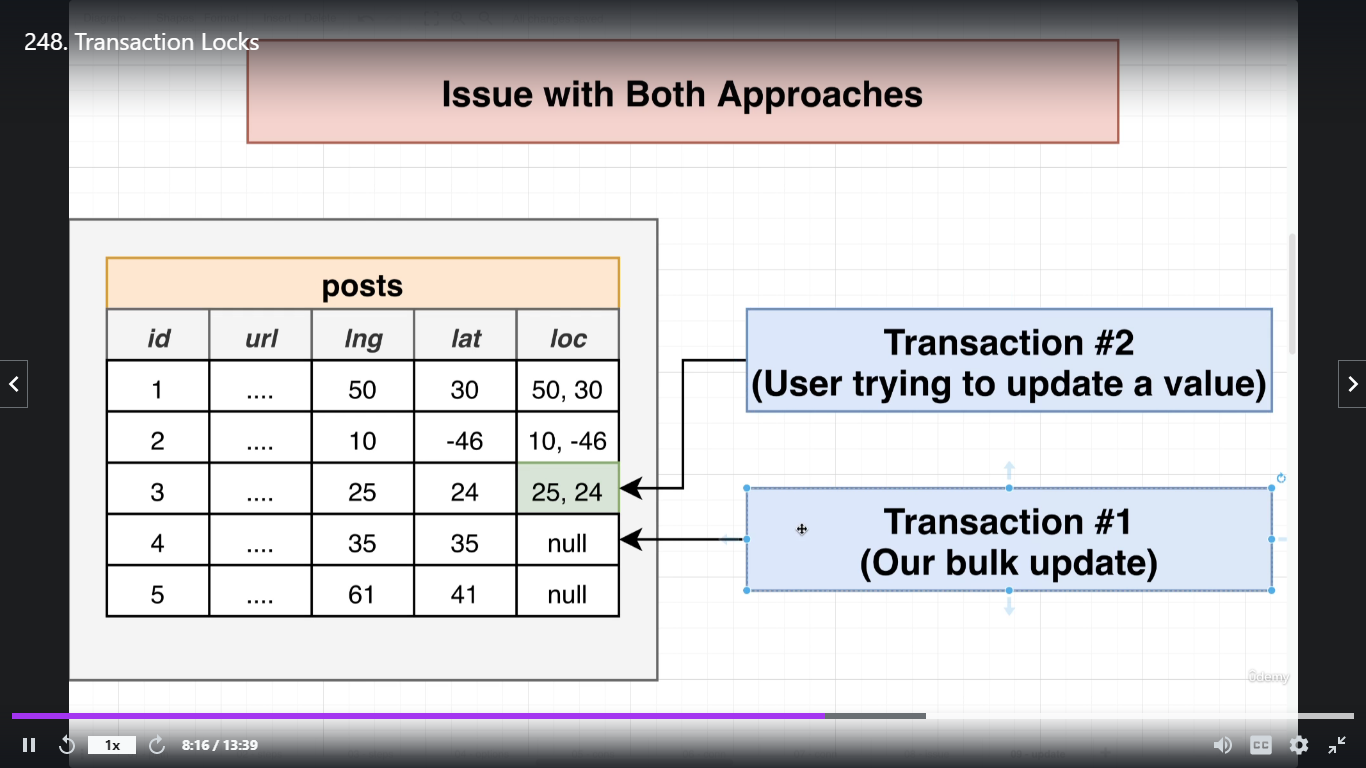 248. Transaction Locks
Issue with Both Approaches
posts
id url lng lat loc
1 .... 50 30 50, 30
2 .... 10 -46 10, -46
3 .... 25 24 25, 24
4 .... 35 35 null
5 .... 61 41 null
Transaction #2
(User trying to update a value)
Transaction #1
(Our bulk update)
ûdemy
1x 8:16 / 13:39 CC